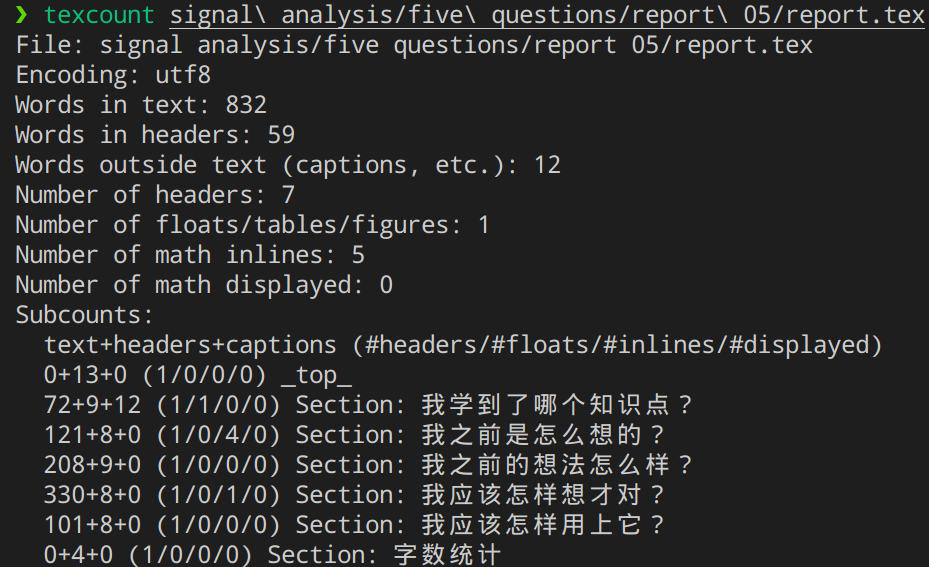 ❯ texcount signal\ analysis/five\ questions/report\ 05/report.tex
File: signal analysis/five questions/report 05/report.tex
Encoding: utf8
Words in text: 832
Words in headers: 59
Words outside text (captions, etc.): 12
Number of headers: 7
Number of floats/tables/figures: 1
Number of math inlines: 5
Number of math displayed: 0
Subcounts:
  text+headers+captions (#headers/#floats/#inlines/#displayed)
  0+13+0 (1/0/0/0) _top_
  72+9+12 (1/1/0/0) Section: 我学到了哪个知识点？
  121+8+0 (1/0/4/0) Section: 我之前是怎么想的？
  208+9+0 (1/0/0/0) Section: 我之前的想法怎么样？
  330+8+0 (1/0/1/0) Section: 我应该怎样想才对？
  101+8+0 (1/0/0/0) Section: 我应该怎样用上它？
  0+4+0 (1/0/0/0) Section: 字数统计